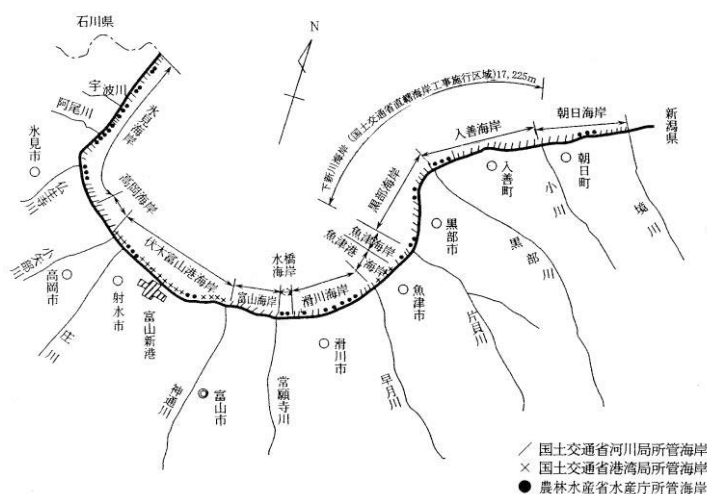 石川県
宇波川
阿尾川
氷見市
仏生寺川
小矢部川
高岡市
庄川
射水市
富山新港
神通川
富山市
常願寺川
滑川市
早月川
魚津市
片貝川
黒部市
黒部川
入善町
小川
朝日町
境川
新潟県
N
氷見海岸
高岡海岸
伏木富山港海岸
富山海岸
水橋
海岸
滑川海岸
魚津港海岸
魚津海岸
黒部海岸
入善海岸
朝日海岸
下新川海岸(国土交通省直轄海岸工事施行区域)17,225m
／ 国土交通省河川局所管海岸
× 国土交通省港湾局所管海岸
● 農林水産省水産庁所管海岸